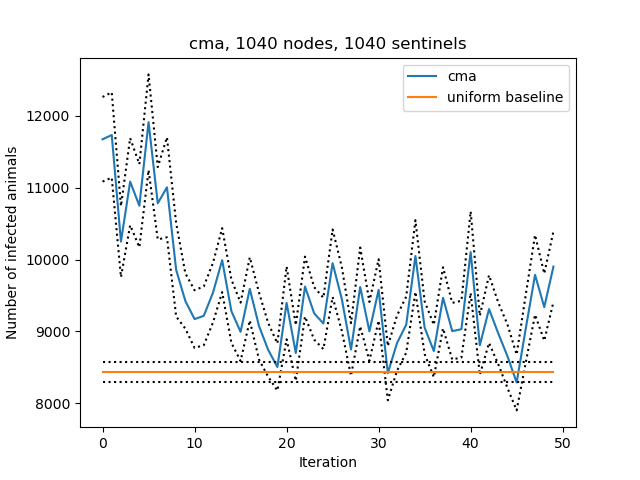 cma, 1040 nodes, 1040 sentinels
cma
uniform baseline
Number of infected animals
12000
11000
10000
9000
8000
0 10 20 30 40 50
Iteration